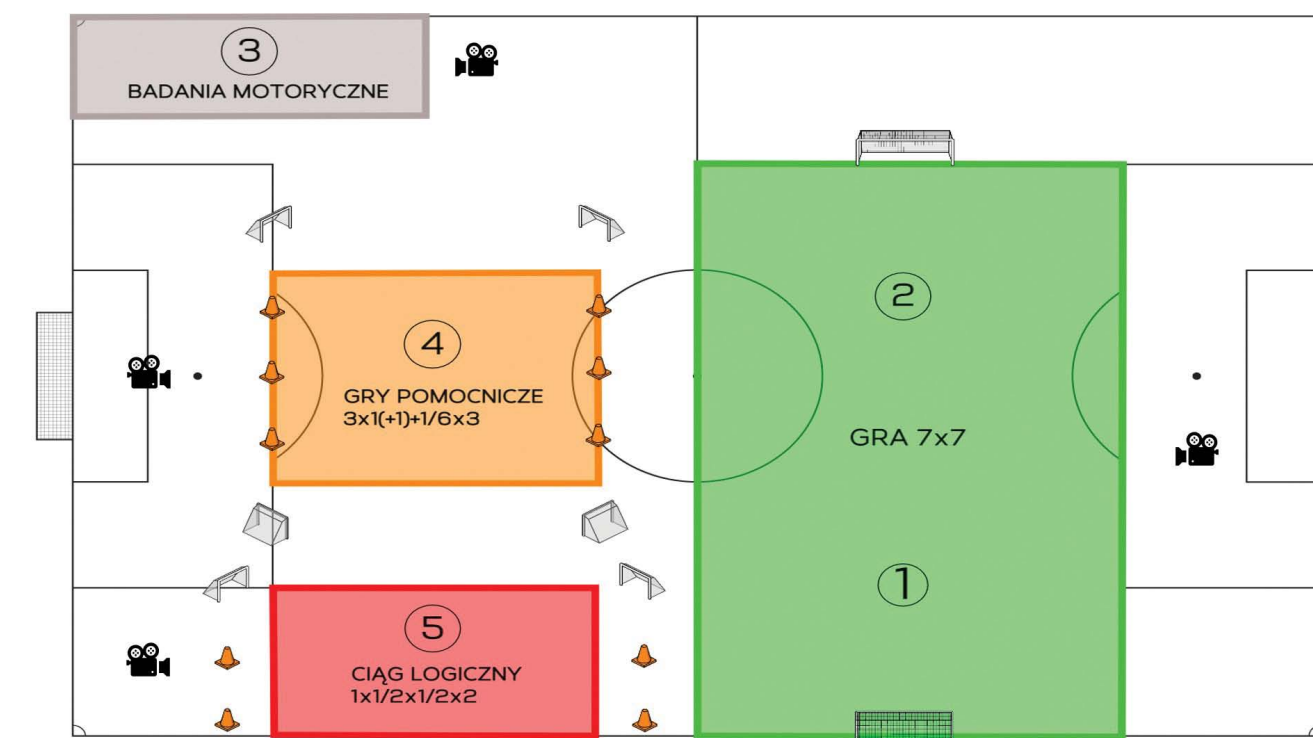 3
BADANIA MOTORYCZNE
4
GRY POMOCNICZE
3x1(+1)+1/6x3
5
CIĄG LOGICZNY
1x1/2x1/2x2
2
GRA 7x7
1